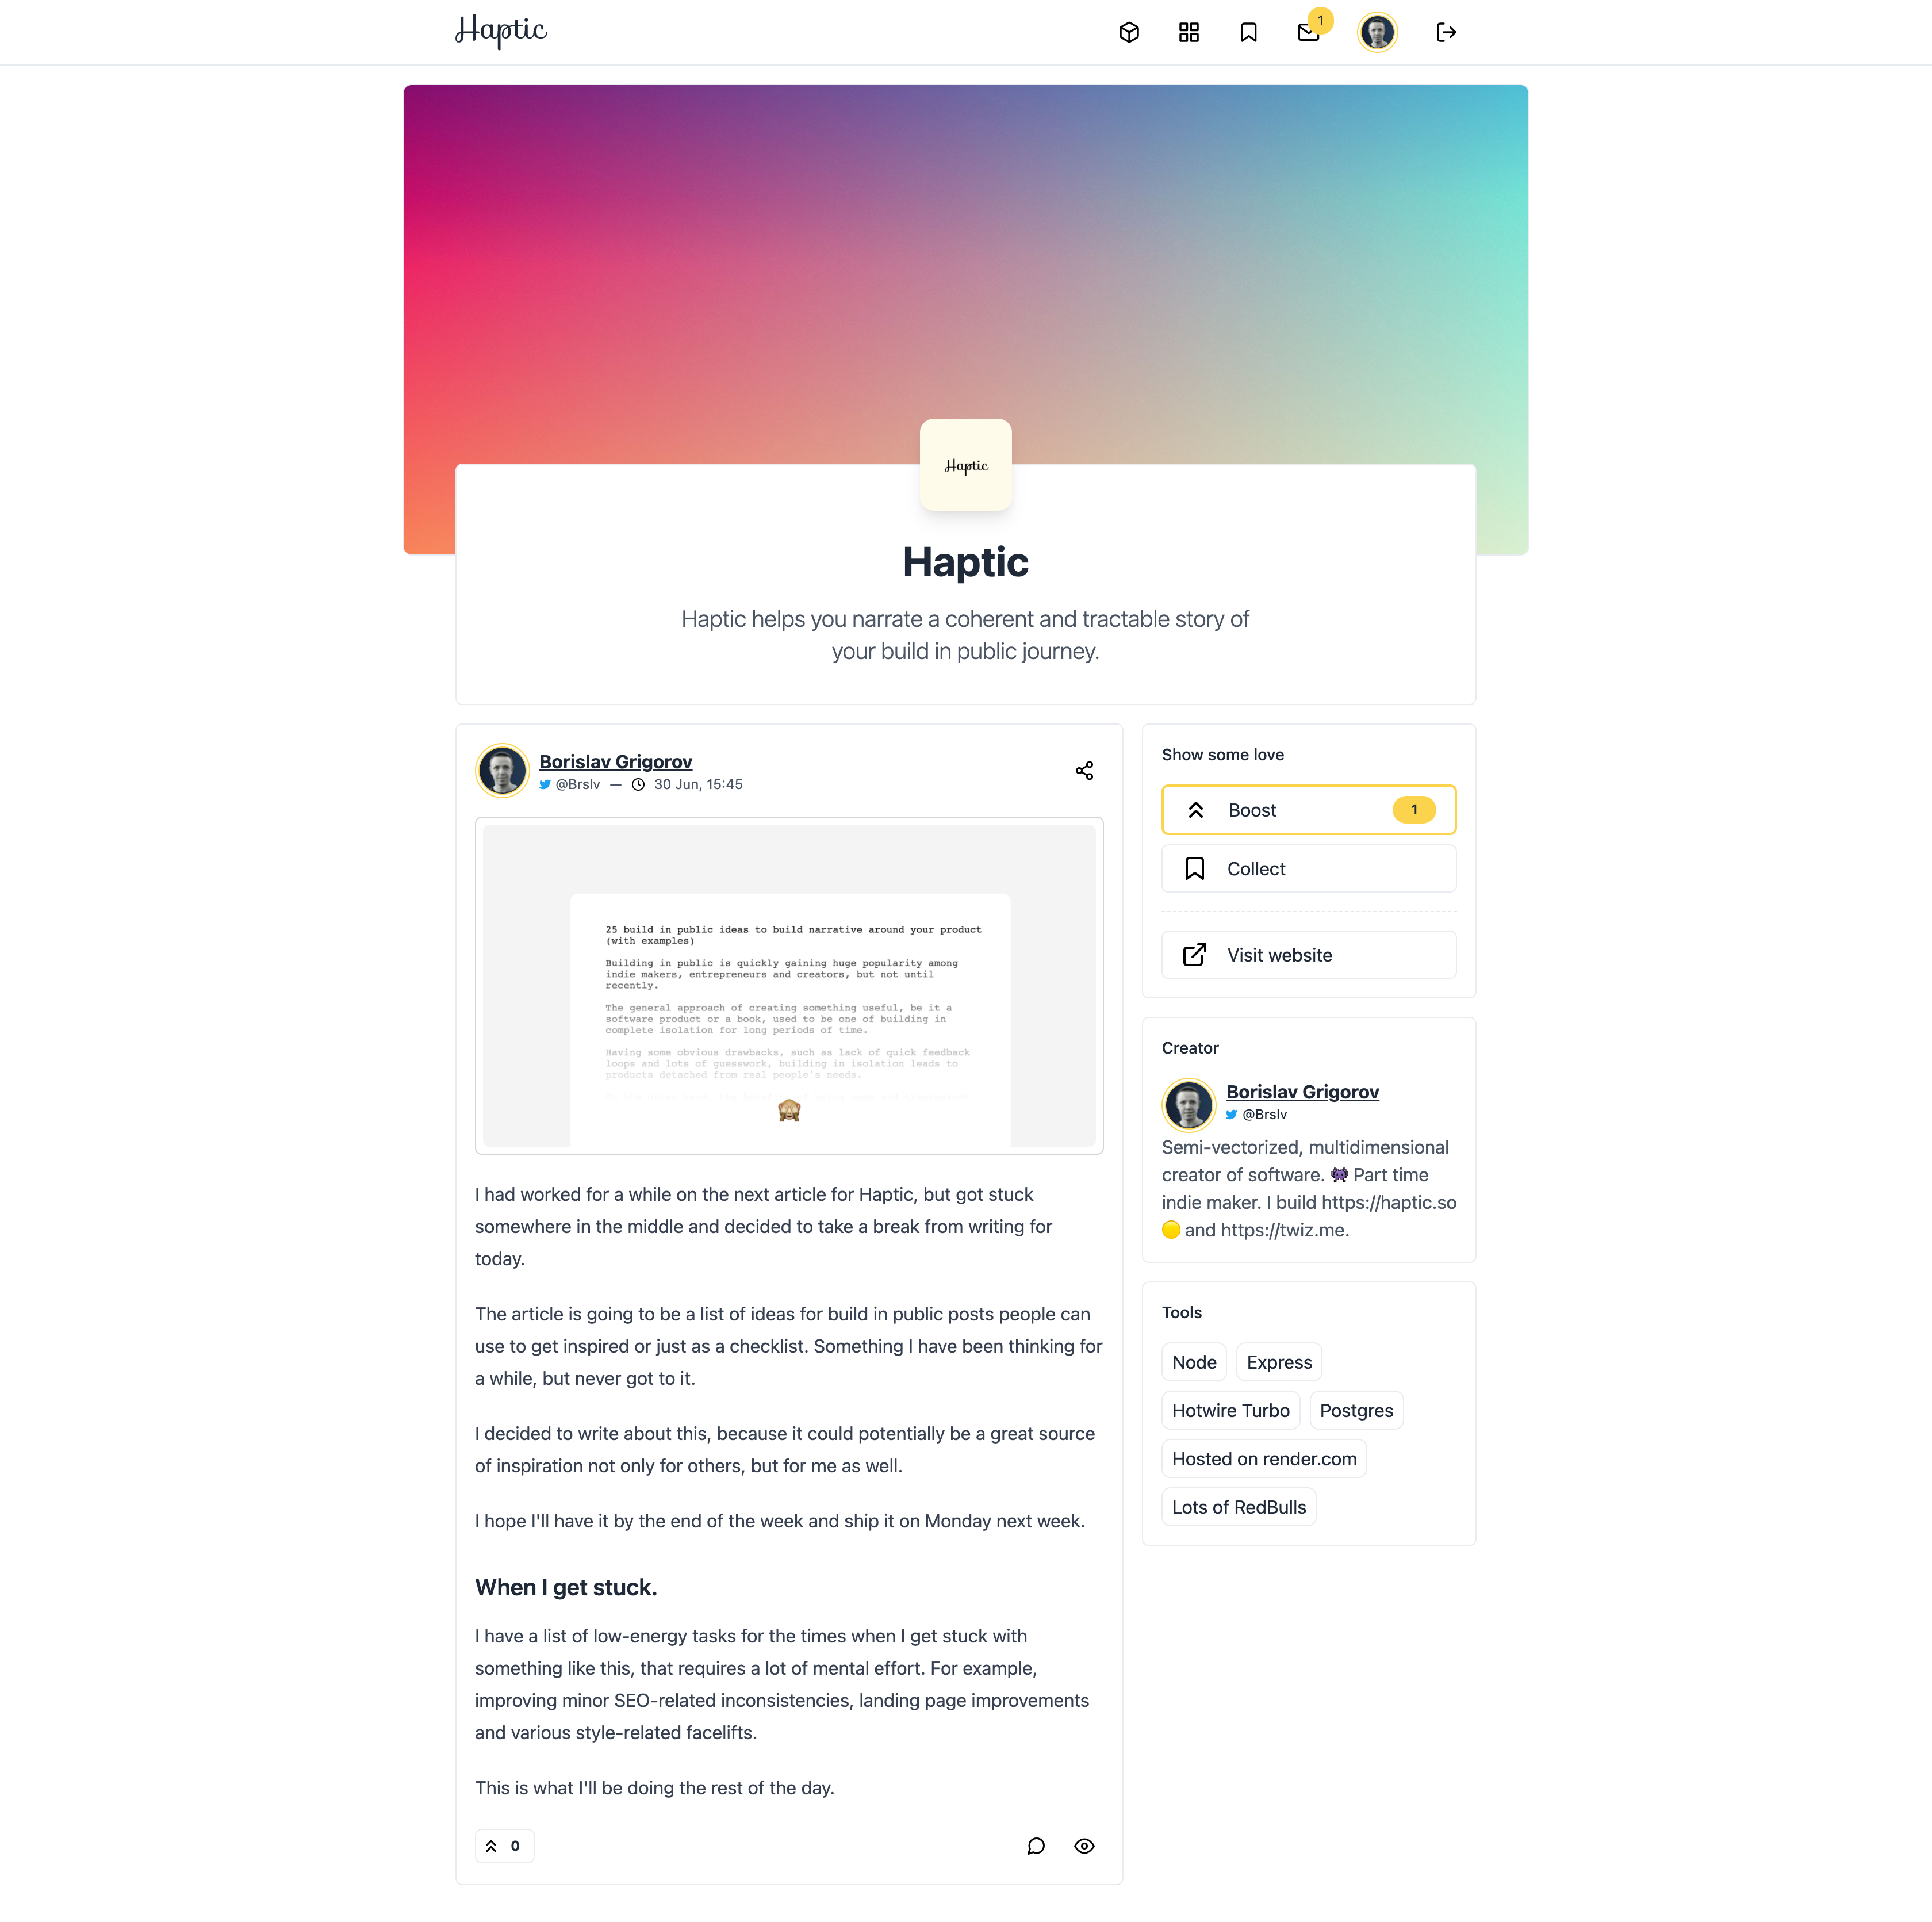 Haptic
1
Haptic
Haptic
Haptic helps you narrate a coherent and tractable story of
your build in public journey.
Borislav Grigorov
@Brslv — 30 Jun, 15:45
25 build in public ideas to build narrative around your product
(with examples)
Building in public is quickly gaining huge popularity among
indie makers, entrepreneurs and creators, but not until
recently.
The general approach of creating something useful, be it a
software product or a book, used to be one of building in
complete isolation for long periods of time.
Having some obvious drawbacks, such as lack of quick feedback
loops and lots of guesswork, building in isolation leads to
products detached from real people's needs.
I had worked for a while on the next article for Haptic, but got stuck
somewhere in the middle and decided to take a break from writing for
today.
The article is going to be a list of ideas for build in public posts people can
use to get inspired or just as a checklist. Something I have been thinking for
a while, but never got to it.
I decided to write about this, because it could potentially be a great source
of inspiration not only for others, but for me as well.
I hope I'll have it by the end of the week and ship it on Monday next week.
When I get stuck.
I have a list of low-energy tasks for the times when I get stuck with
something like this, that requires a lot of mental effort. For example,
improving minor SEO-related inconsistencies, landing page improvements
and various style-related facelifts.
This is what I'll be doing the rest of the day.
0
Show some love
Boost 1
Collect
Visit website
Creator
Borislav Grigorov
@Brslv
Semi-vectorized, multidimensional
creator of software. 👾 Part time
indie maker. I build https://haptic.so
🟡 and https://twiz.me.
Tools
Node Express
Hotwire Turbo Postgres
Hosted on render.com
Lots of RedBulls